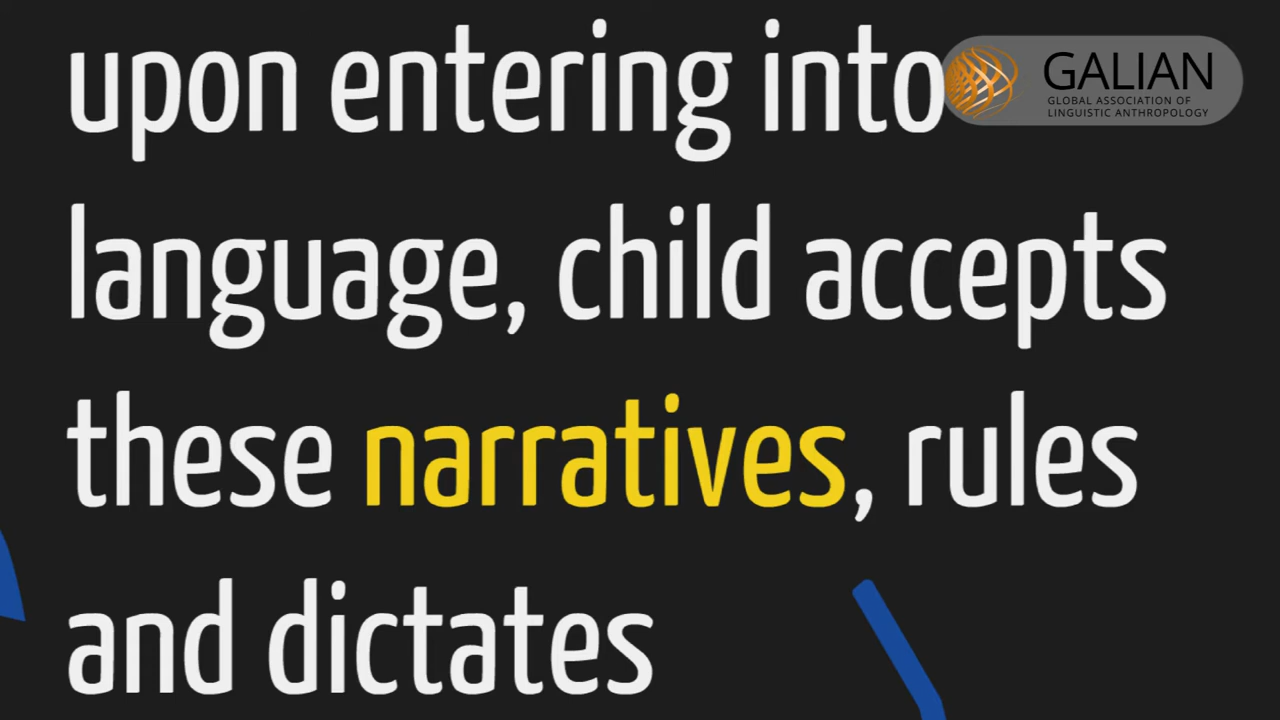 upon entering into
GALIAN
GLOBAL ASSOCIATION OF
LINGUISTIC ANTHROPOLOGY
language, child accepts
these narratives, rules
and dictates